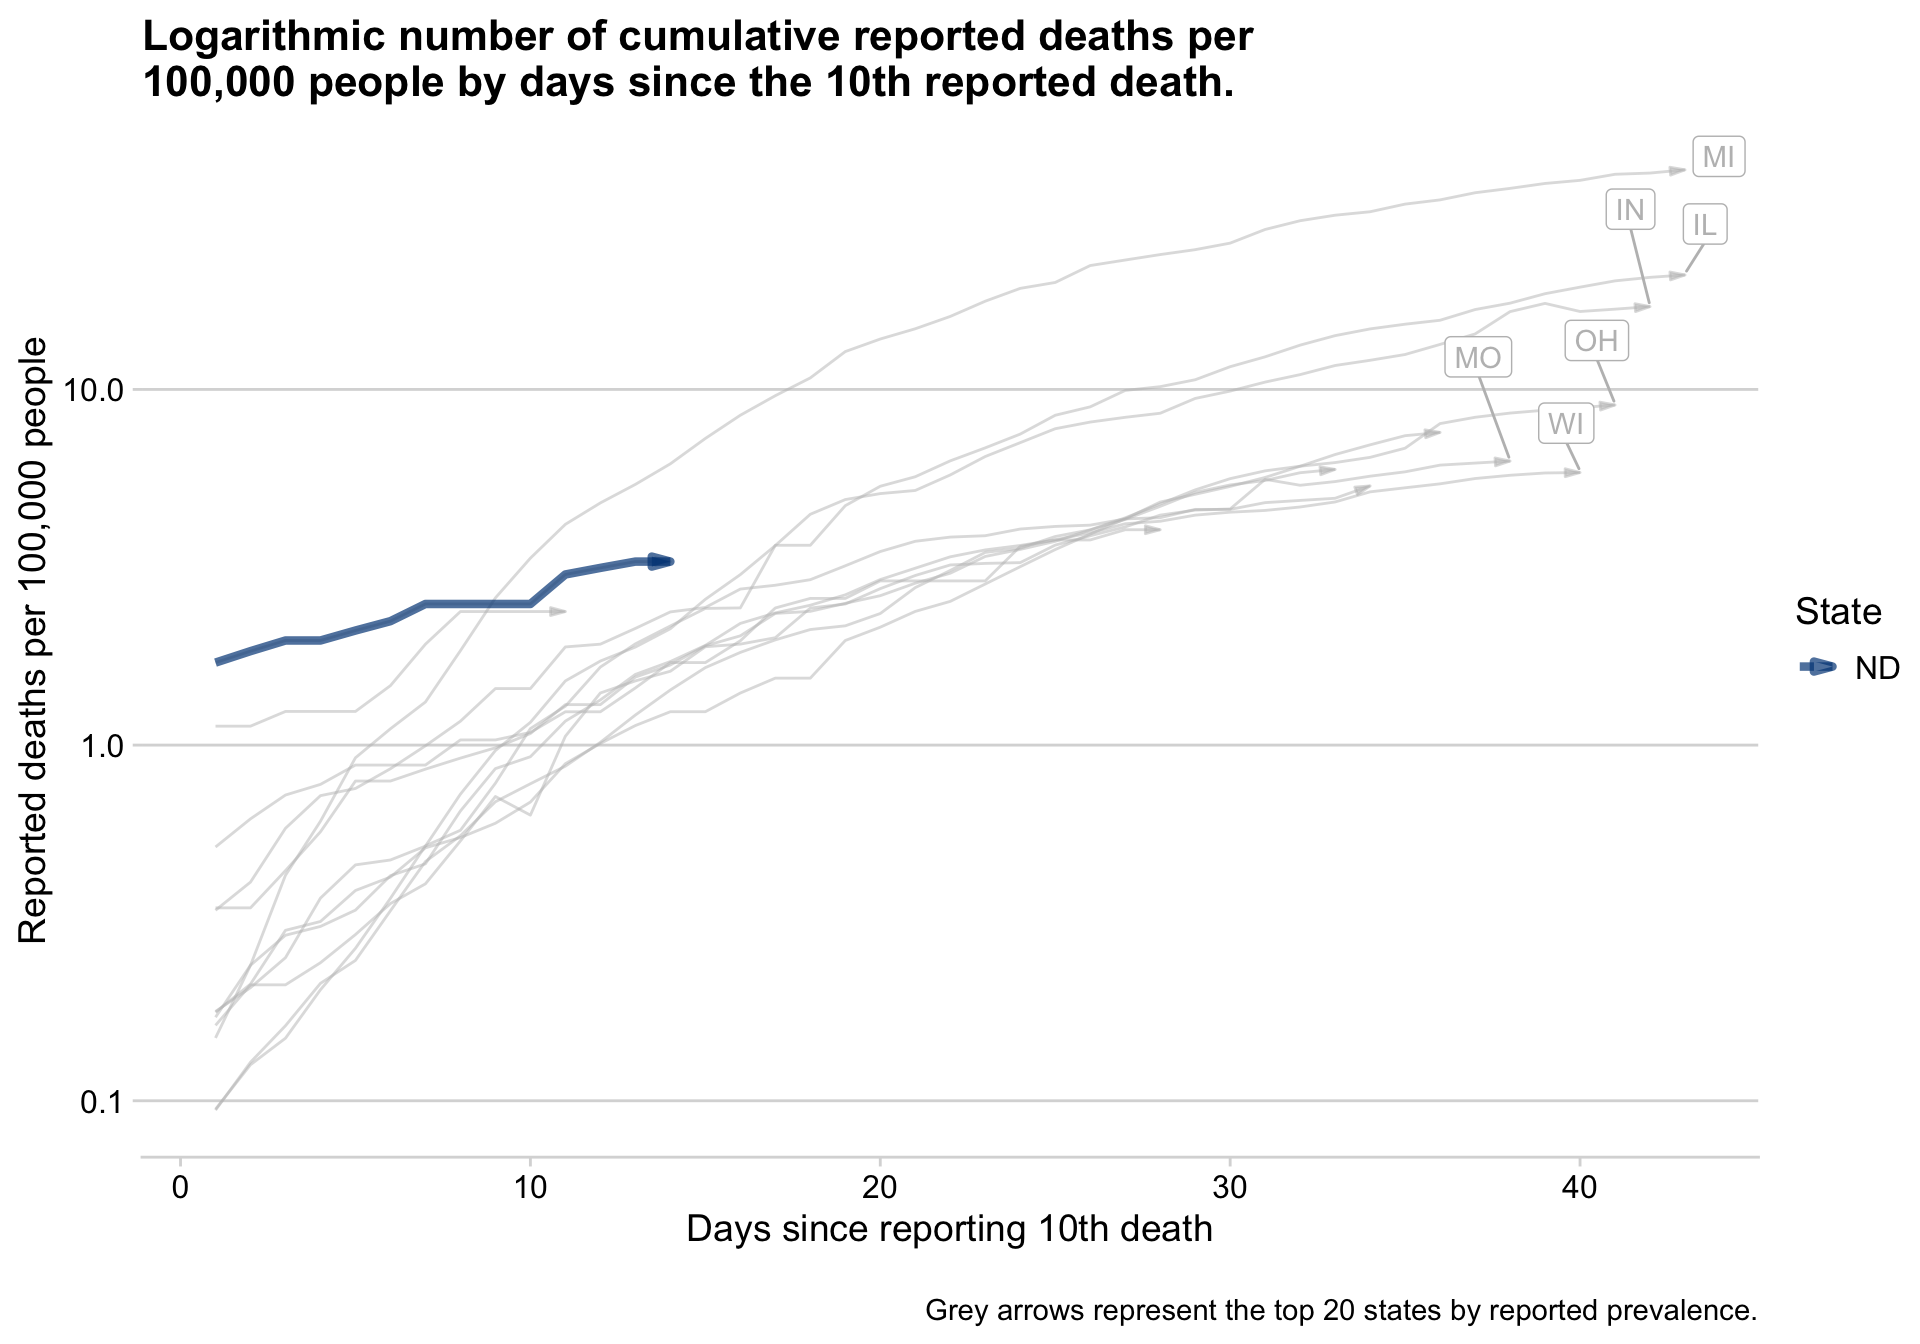 Logarithmic number of cumulative reported deaths per
100,000 people by days since the 10th reported death.
Reported deaths per 100,000 people
10.0
1.0
0.1
MI
IN
IL
OH
MO
WI
State
ND
0
10
20
30
40
Days since reporting 10th death
Grey arrows represent the top 20 states by reported prevalence.